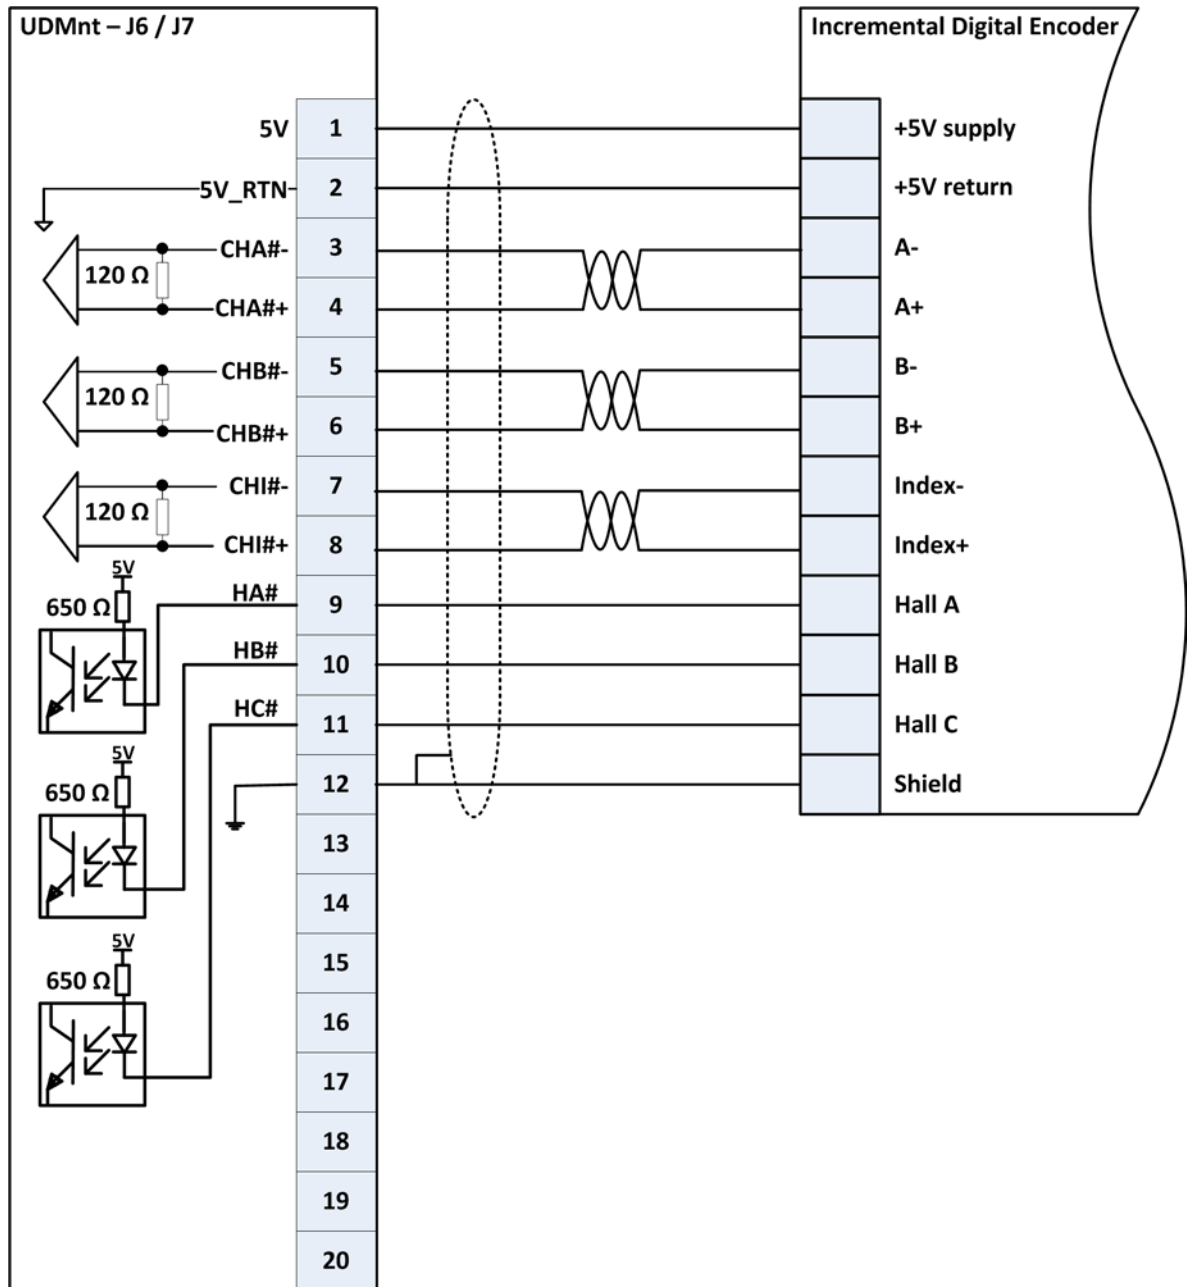 UDMnt – J6 / J7
Incremental Digital Encoder
5V 1 +5V supply
5V_RTN 2 +5V return
CHA#- 3 A-
120 Ω
CHA#+ 4 A+
CHB#- 5 B-
120 Ω
CHB#+ 6 B+
CHI#- 7 Index-
120 Ω
CHI#+ 8 Index+
5V
650 Ω
HA# 9 Hall A
HB# 10 Hall B
HC# 11 Hall C
5V
650 Ω
12 Shield
13
14
5V
650 Ω
15
16
17
18
19
20